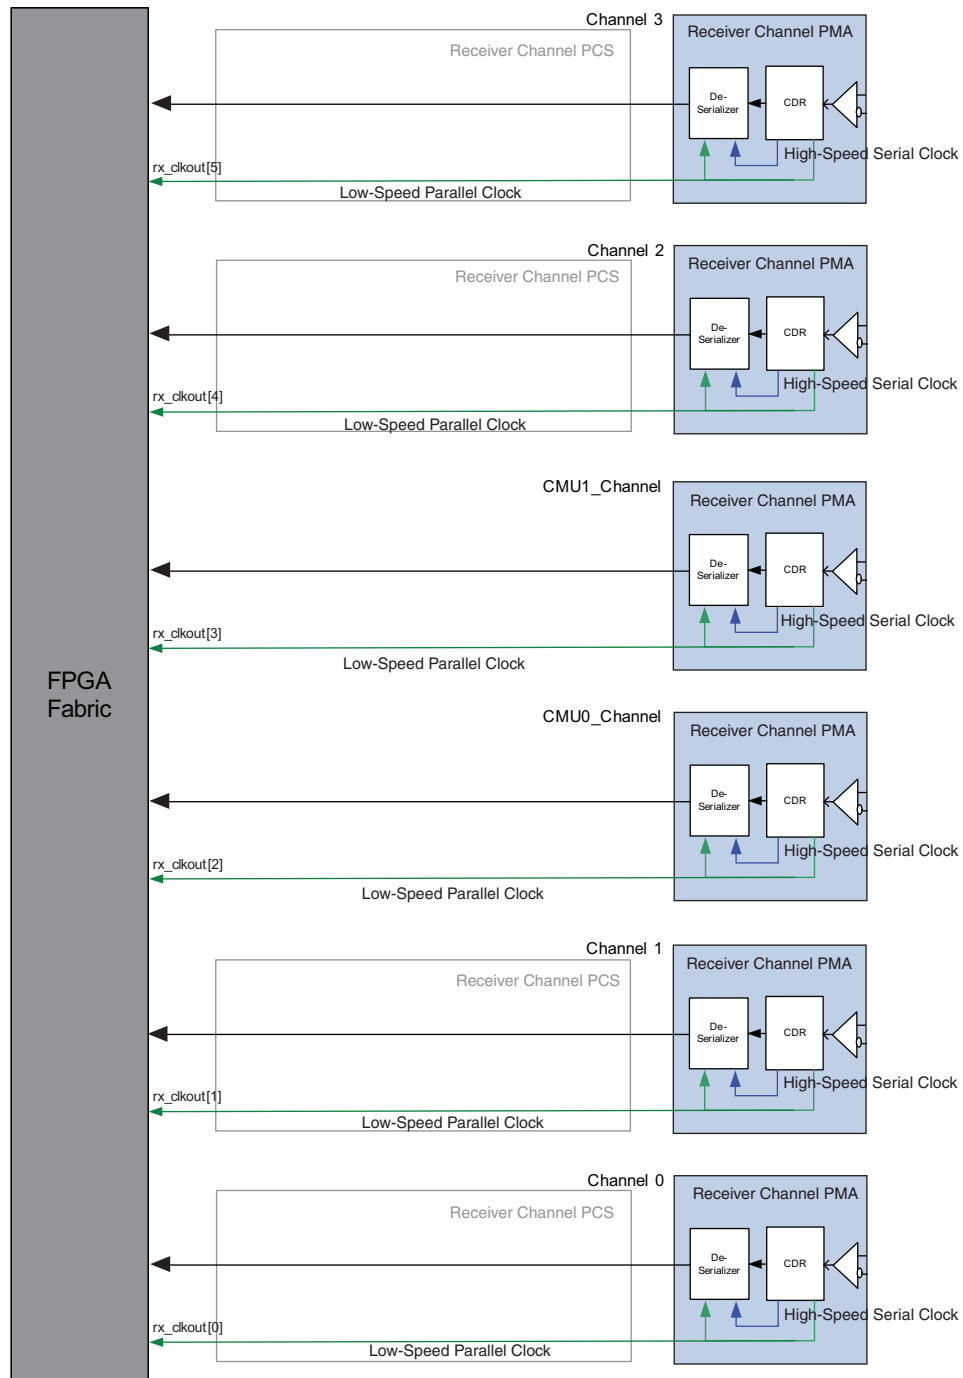 Channel 3
Receiver Channel PMA
Receiver Channel PCS
De-
Serializer
CDR
High-Speed Serial Clock
rx_clkout[5]
Low-Speed Parallel Clock
Channel 2
Receiver Channel PMA
Receiver Channel PCS
De-
Serializer
CDR
High-Speed Serial Clock
rx_clkout[4]
Low-Speed Parallel Clock
CMU1_Channel
Receiver Channel PMA
De-
Serializer
CDR
High-Speed Serial Clock
rx_clkout[3]
Low-Speed Parallel Clock
FPGA
Fabric
CMU0_Channel
Receiver Channel PMA
De-
Serializer
CDR
High-Speed Serial Clock
rx_clkout[2]
Low-Speed Parallel Clock
Channel 1
Receiver Channel PMA
Receiver Channel PCS
De-
Serializer
CDR
High-Speed Serial Clock
rx_clkout[1]
Low-Speed Parallel Clock
Channel 0
Receiver Channel PMA
Receiver Channel PCS
De-
Serializer
CDR
High-Speed Serial Clock
rx_clkout[0]
Low-Speed Parallel Clock